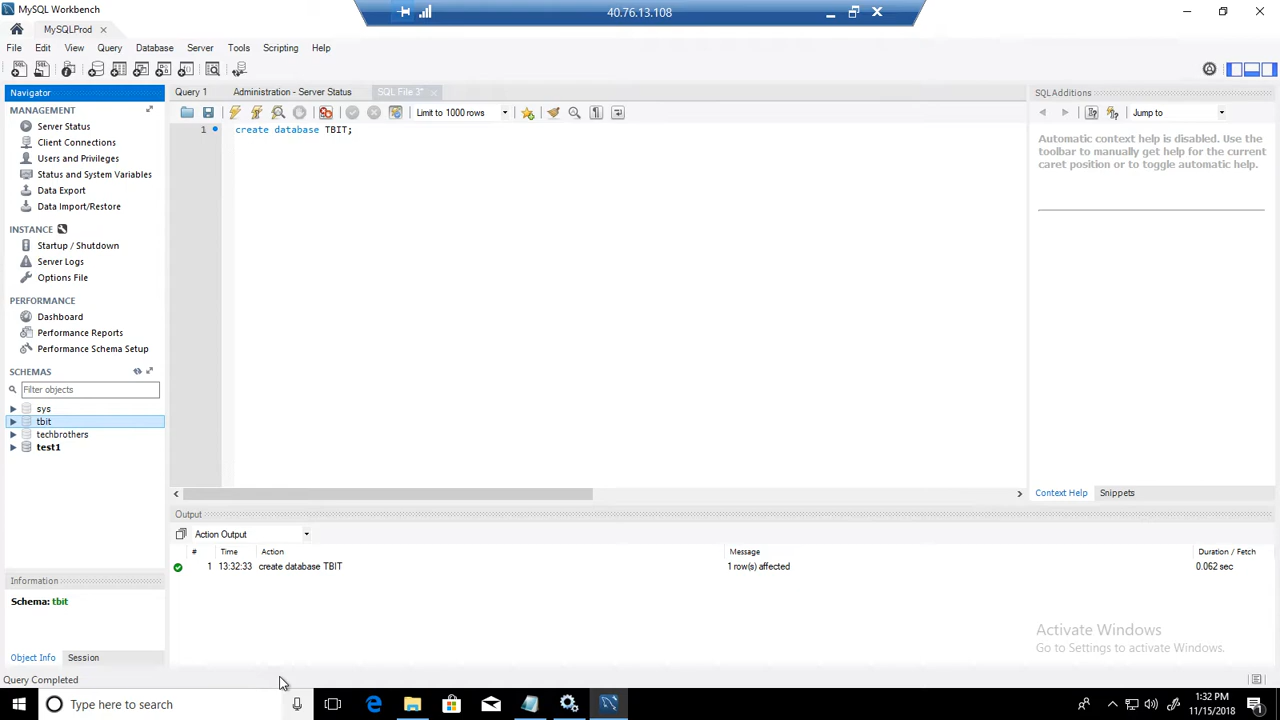 MySQL Workbench
40.76.13.108
MySQLProd
File Edit View Query Database Server Tools Scripting Help
Navigator
MANAGEMENT
Server Status
Client Connections
Users and Privileges
Status and System Variables
Data Export
Data Import/Restore
INSTANCE
Startup / Shutdown
Server Logs
Options File
PERFORMANCE
Dashboard
Performance Reports
Performance Schema Setup
SCHEMAS
Filter objects
sys
tbit
techbrothers
test1
Information
Schema: tbit
Object Info Session
Query 1 Administration - Server Status SQL File 3*
Limit to 1000 rows
1 create database TBIT;
Output
Action Output
# Time Action Message Duration / Fetch
1 13:32:33 create database TBIT 1 row(s) affected 0.062 sec
SQLAdditions
Jump to
Automatic context help is disabled. Use the
toolbar to manually get help for the current
caret position or to toggle automatic help.
Context Help Snippets
Activate Windows
Go to Settings to activate Windows.
Query Completed
Type here to search
1:32 PM
11/15/2018
1